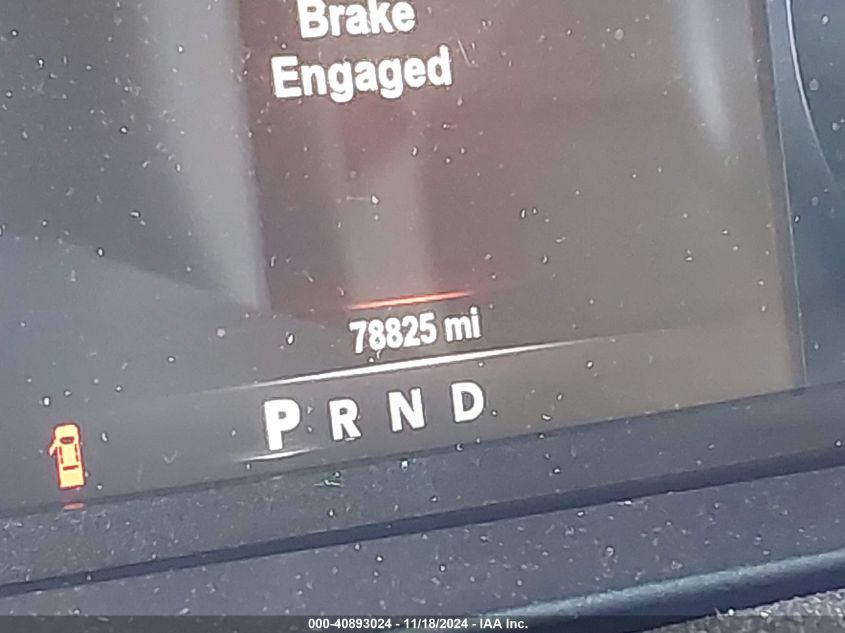 Brake
Engaged
78825 mi
P R N D
000-40893024 - 11/18/2024 - IAA Inc.